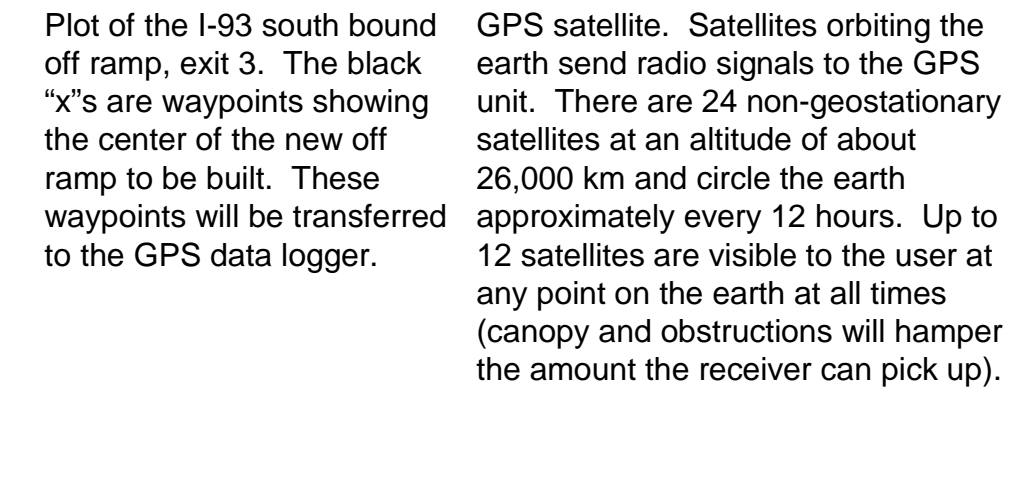 Plot of the I-93 south bound
off ramp, exit 3.  The black
“x”s are waypoints showing
the center of the new off
ramp to be built.  These
waypoints will be transferred
to the GPS data logger.
GPS satellite.  Satellites orbiting the
earth send radio signals to the GPS
unit.  There are 24 non-geostationary
satellites at an altitude of about
26,000 km and circle the earth
approximately every 12 hours.  Up to
12 satellites are visible to the user at
any point on the earth at all times
(canopy and obstructions will hamper
the amount the receiver can pick up).